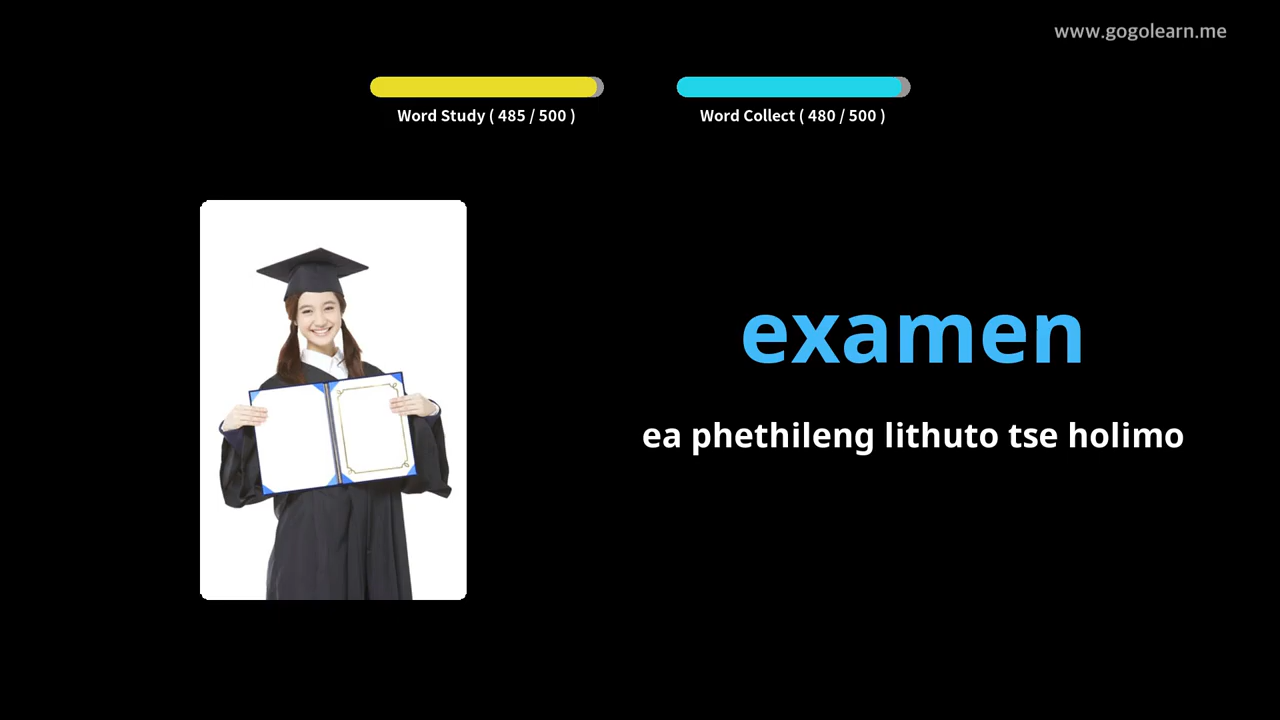 www.gogolearn.me
Word Study ( 485 / 500 )
Word Collect ( 480 / 500 )
examen
ea phethileng lithuto tse holimo